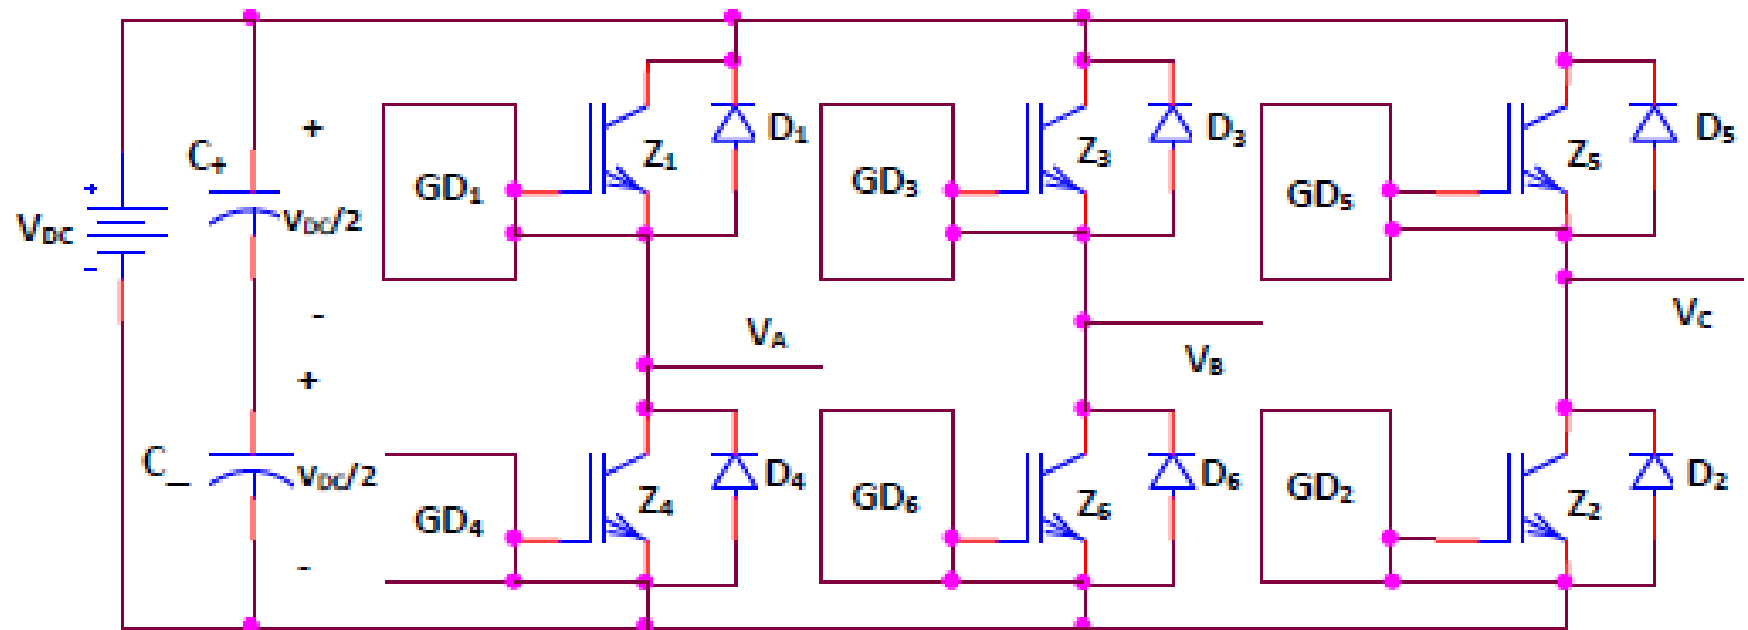 +
C+
VDC/2
-
+
VDC
-
+
C_
VDC/2
-
GD1
Z1
D1
GD3
Z3
D3
GD5
Z5
D5
VA
VB
VC
GD4
Z4
D4
GD6
Z6
D6
GD2
Z2
D2